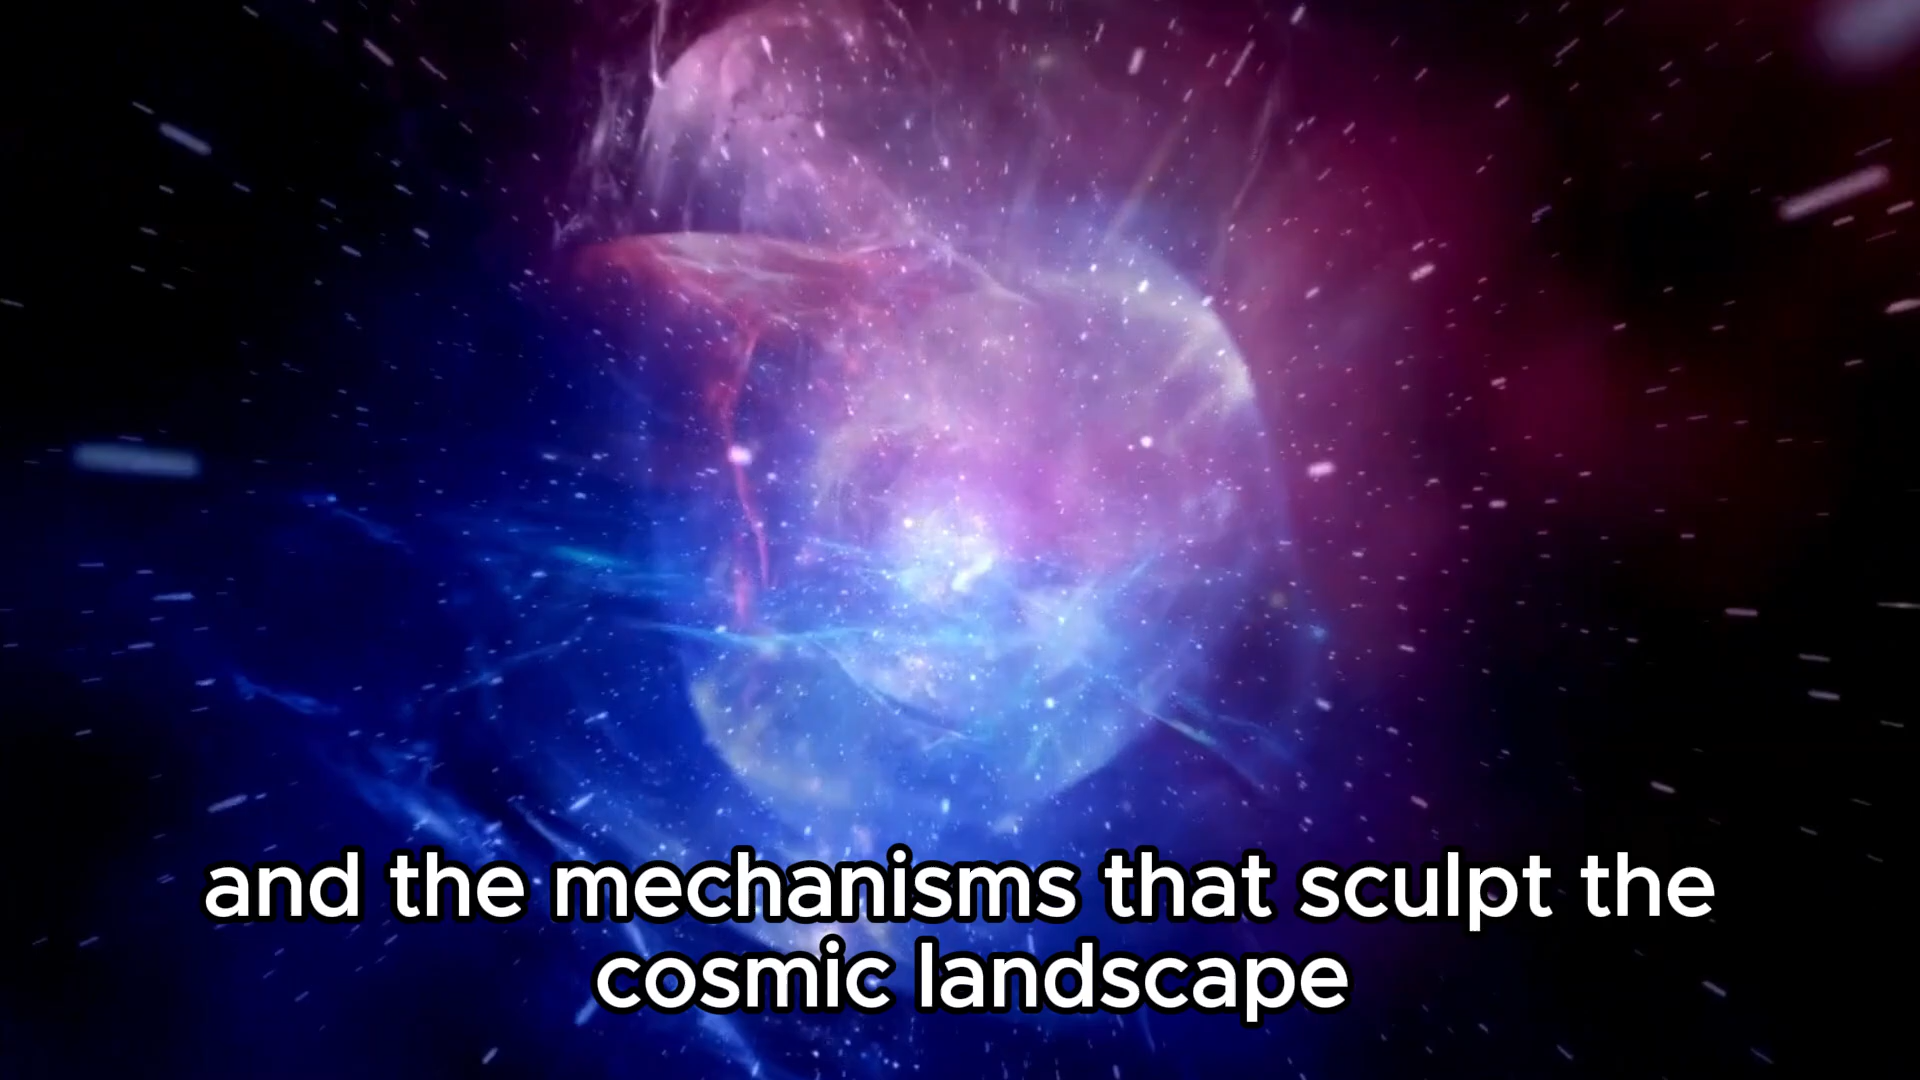 and the mechanisms that sculpt the
cosmic landscape